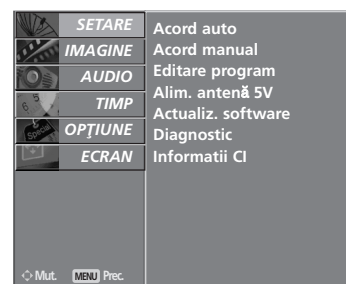 SETARE
IMAGINE
AUDIO
TIMP
OPŢIUNE
ECRAN
Acord auto
Acord manual
Editare program
Alim. antenă 5V
Actualiz. software
Diagnostic
Informatii CI
Mut. MENU Prec.